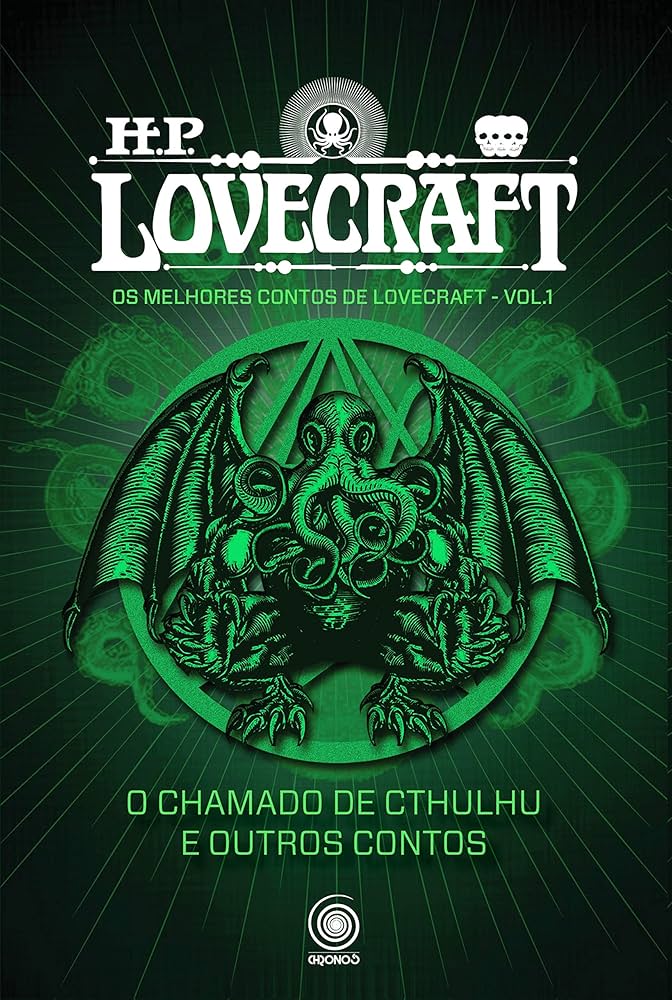 H.P.
LOVECRAFT
OS MELHORES CONTOS DE LOVECRAFT - VOL.1
O CHAMADO DE CTHULHU
E OUTROS CONTOS
CHRONOS